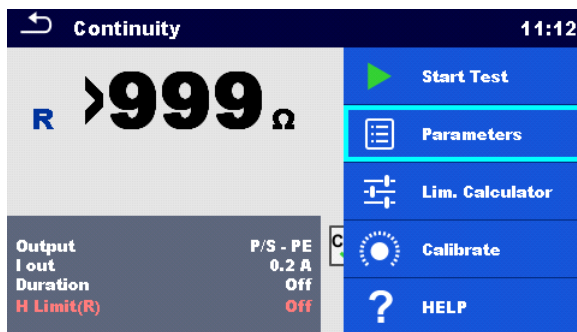 Continuity 11:12
R >999 Ω
Start Test
Parameters
Lim. Calculator
Calibrate
HELP
Output P/S - PE
I out 0.2 A
Duration Off
H Limit(R) Off
C